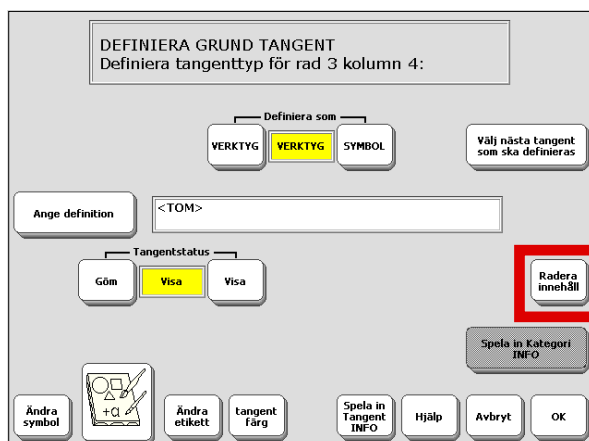 DEFINIERA GRUND TANGENT
Definiera tangenttyp för rad 3 kolumn 4:
Definiera som
VERKTYG
VERKTYG
SYMBOL
Välj nästa tangent
som ska definieras
Ange definition
<TOM>
Tangentstatus
Göm
Visa
Visa
Radera
innehåll
Spela in Kategori
INFO
Ändra
symbol
+α
Ändra
etikett
tangent
färg
Spela in
Tangent
INFO
Hjälp
Avbryt
OK